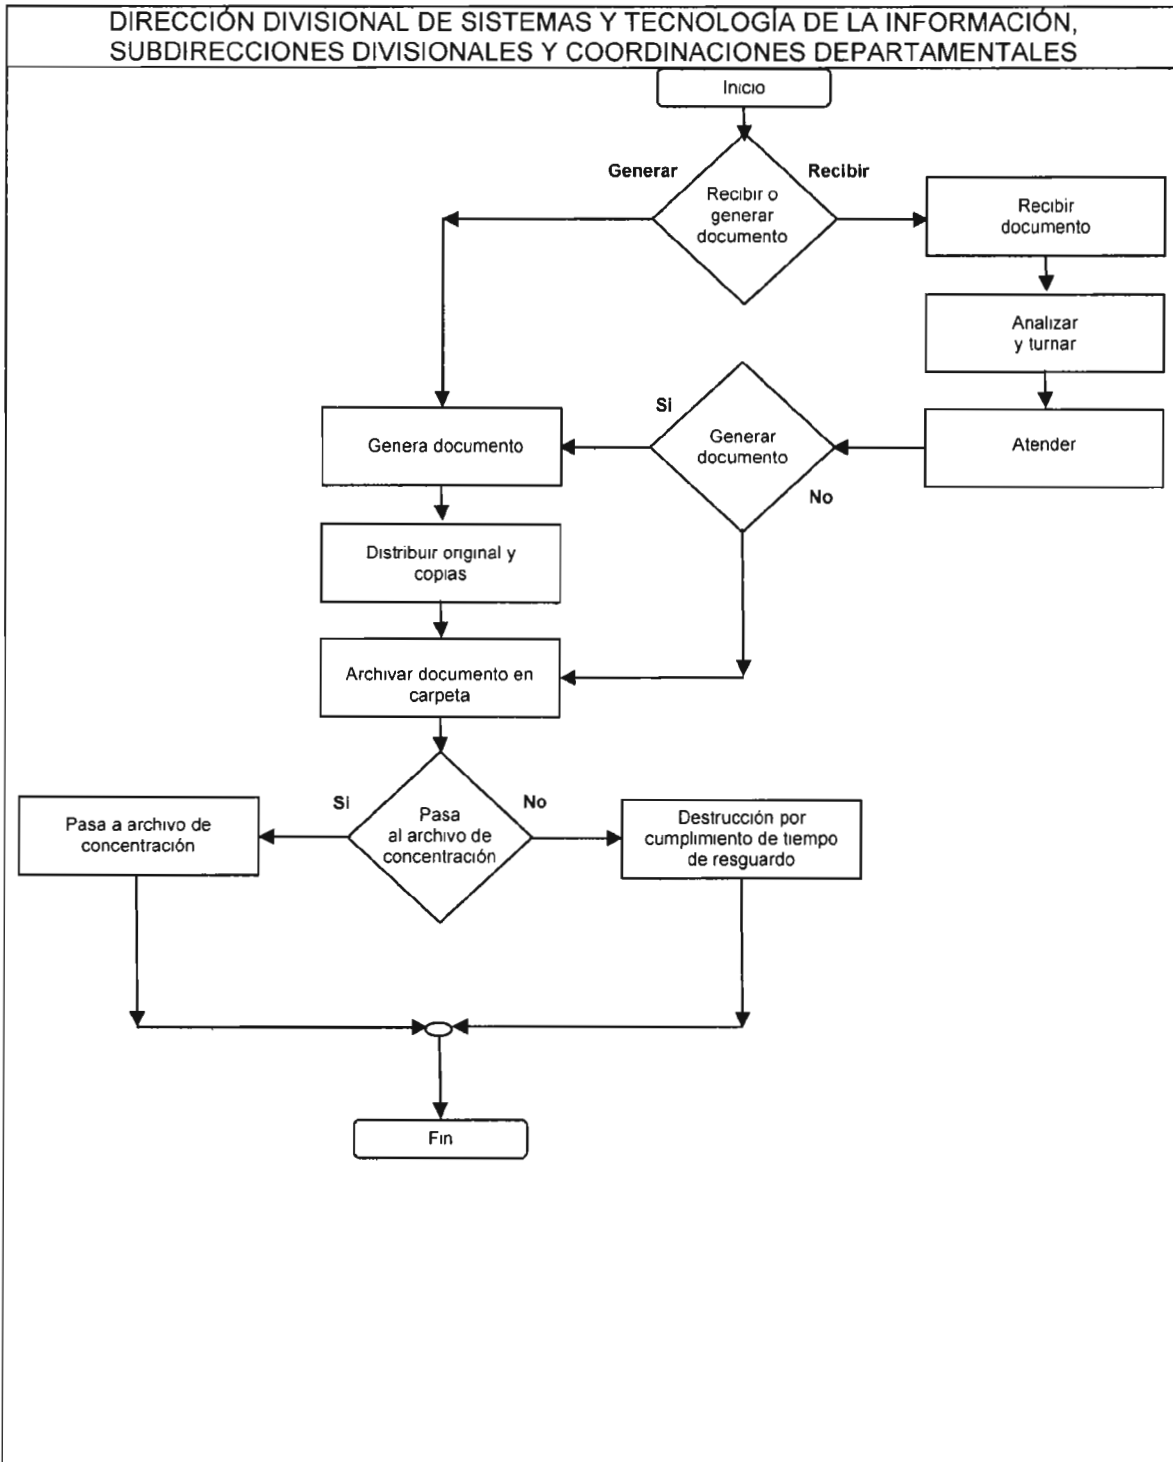 DIRECCIÓN DIVISIONAL DE SISTEMAS Y TECNOLOGÍA DE LA INFORMACIÓN,
SUBDIRECCIONES DIVISIONALES Y COORDINACIONES DEPARTAMENTALES
Inicio
Generar
Recibir
Recibir o
generar
documento
Recibir
documento
Analizar
y turnar
Si
Generar
documento
No
Atender
Genera documento
Distribuir original y
copias
Archivar documento en
carpeta
Si
No
Pasa
al archivo de
concentración
Pasa a archivo de
concentración
Destrucción por
cumplimiento de tiempo
de resguardo
Fin